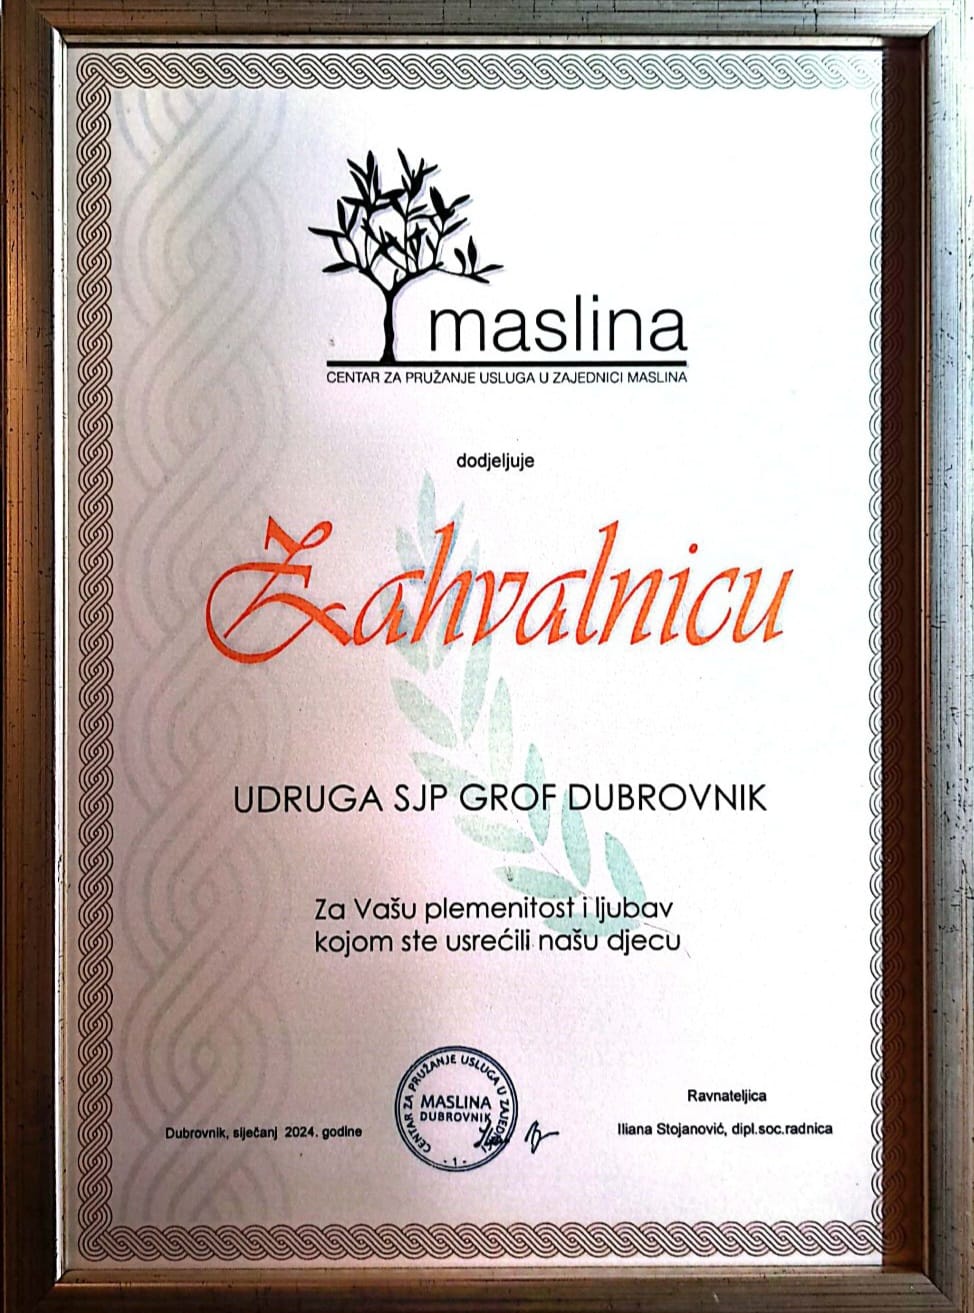 maslina
CENTAR ZA PRUŽANJE USLUGA U ZAJEDNICI MASLINA
dodjeljuje
Zahvalnicu
UDRUGA SJP GROF DUBROVNIK
Za Vašu plemenitost i ljubav
kojom ste usrećili našu djecu
CENTAR ZA PRUŽANJE USLUGA U ZAJEDNICI
MASLINA
DUBROVNIK
- 1 -
Ravnateljica
Dubrovnik, siječanj 2024. godine
Iliana Stojanović, dipl.soc.radnica